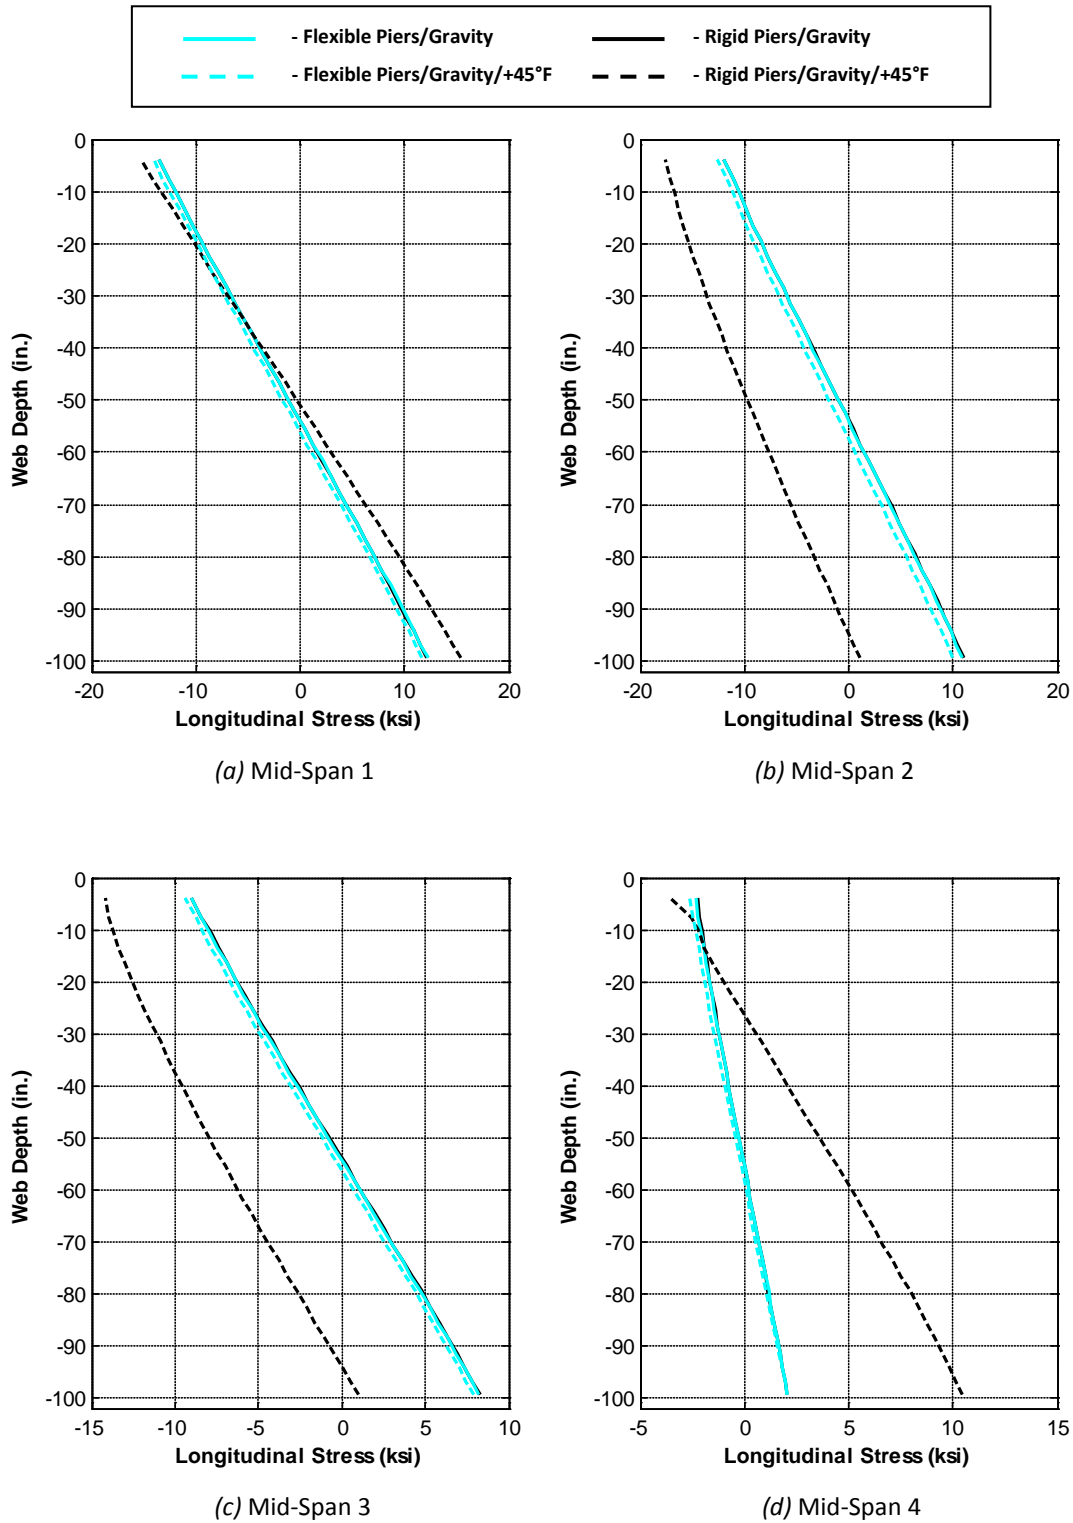 - Flexible Piers/Gravity - Rigid Piers/Gravity
- Flexible Piers/Gravity/+45°F - Rigid Piers/Gravity/+45°F
0
-10
-20
-30
-40
-50
-60
-70
-80
-90
-100
-20 -10 0 10 20
Web Depth (in.)
Longitudinal Stress (ksi)
(a) Mid-Span 1
0
-10
-20
-30
-40
-50
-60
-70
-80
-90
-100
-20 -10 0 10 20
Web Depth (in.)
Longitudinal Stress (ksi)
(b) Mid-Span 2
0
-10
-20
-30
-40
-50
-60
-70
-80
-90
-100
-15 -10 -5 0 5 10
Web Depth (in.)
Longitudinal Stress (ksi)
(c) Mid-Span 3
0
-10
-20
-30
-40
-50
-60
-70
-80
-90
-100
-5 0 5 10 15
Web Depth (in.)
Longitudinal Stress (ksi)
(d) Mid-Span 4